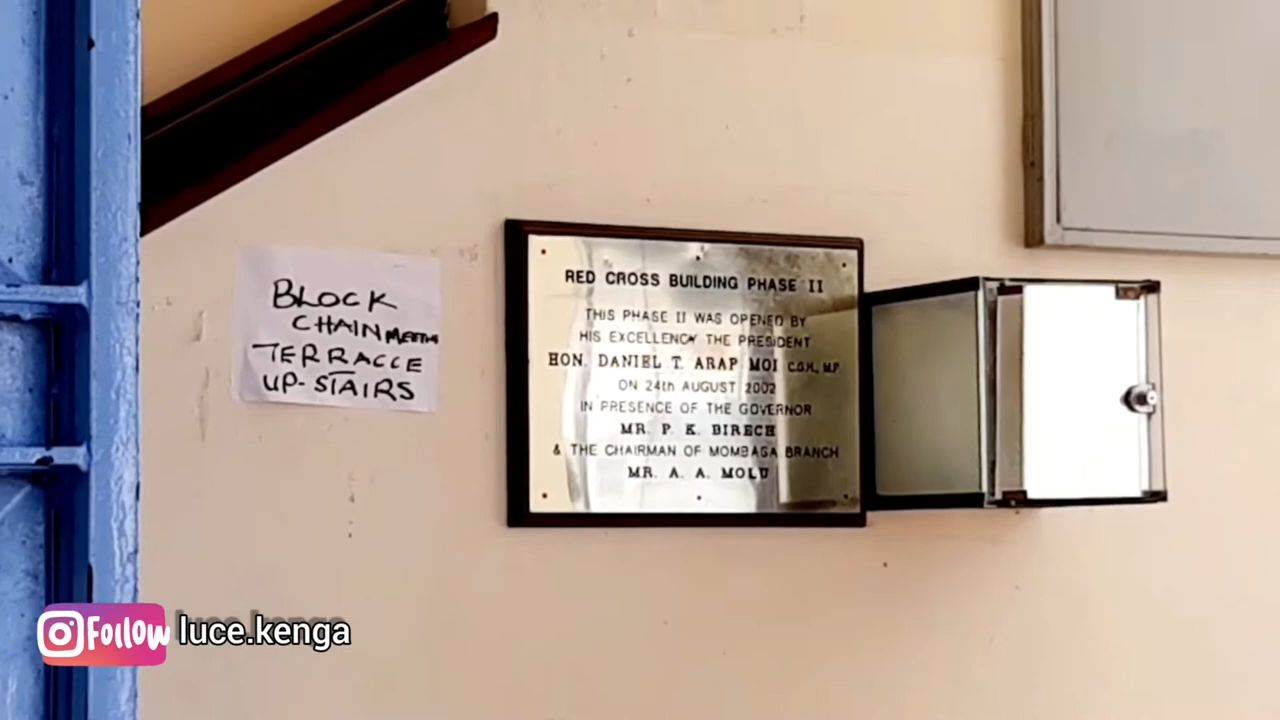 BLOCK
CHAIN MEETUP
TERRACCE
UP-STAIRS
RED CROSS BUILDING PHASE II
THIS PHASE II WAS OPENED BY
HIS EXCELLENCY THE PRESIDENT
HON. DANIEL T. ARAP MOI C.G.H., M.P.
ON 24th AUGUST 2002
IN PRESENCE OF THE GOVERNOR
MR. P. K. BIRECH
& THE CHAIRMAN OF MOMBASA BRANCH
MR. A. A. MOLU
Follow luce.kenga